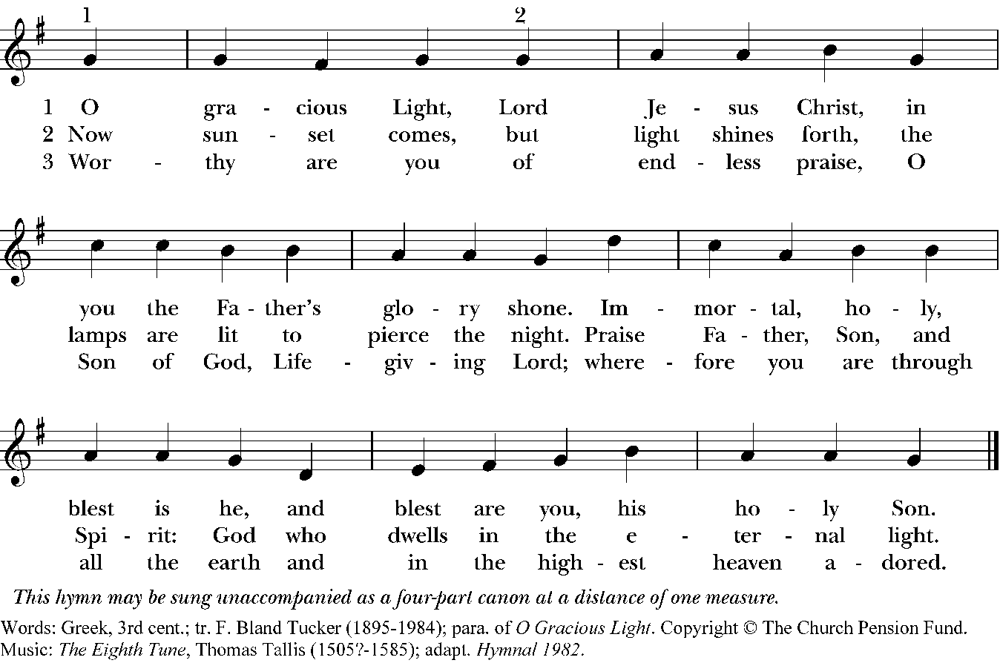 1 2
1 O gra - cious Light, Lord Je - sus Christ, in
2 Now sun - set comes, but light shines forth, the
3 Wor - thy are you of end - less praise, O
you the Fa - ther’s glo - ry shone. Im - mor - tal, ho - ly,
lamps are lit to pierce the night. Praise Fa - ther, Son, and
Son of God, Life - giv - ing Lord; where - fore you are through
blest is he, and blest are you, his ho - ly Son.
Spi - rit: God who dwells in the e - ter - nal light.
all the earth and in the high - est heaven a - dored.
This hymn may be sung unaccompanied as a four-part canon at a distance of one measure.
Words: Greek, 3rd cent.; tr. F. Bland Tucker (1895-1984); para. of O Gracious Light. Copyright © The Church Pension Fund.
Music: The Eighth Tune, Thomas Tallis (1505?-1585); adapt. Hymnal 1982.